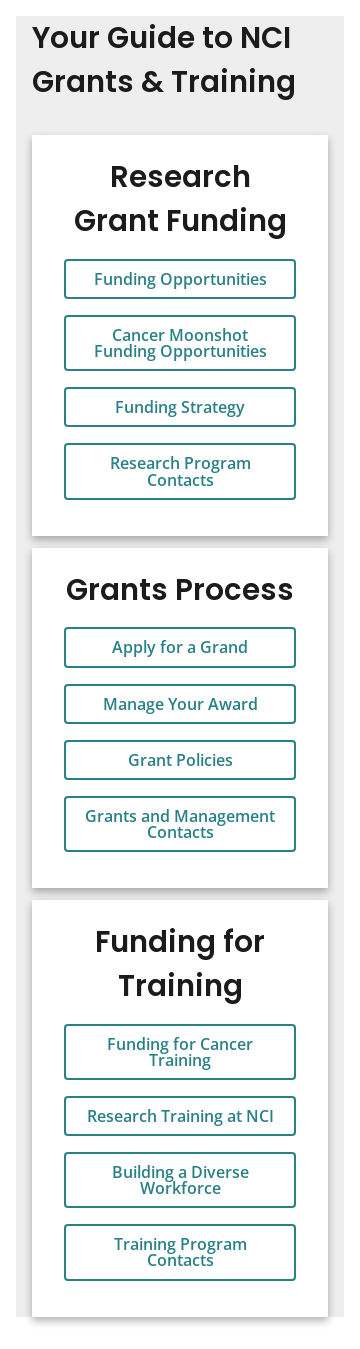 Your Guide to NCI
Grants & Training
Research
Grant Funding
Funding Opportunities
Cancer Moonshot
Funding Opportunities
Funding Strategy
Research Program
Contacts
Grants Process
Apply for a Grand
Manage Your Award
Grant Policies
Grants and Management
Contacts
Funding for
Training
Funding for Cancer
Training
Research Training at NCI
Building a Diverse
Workforce
Training Program
Contacts